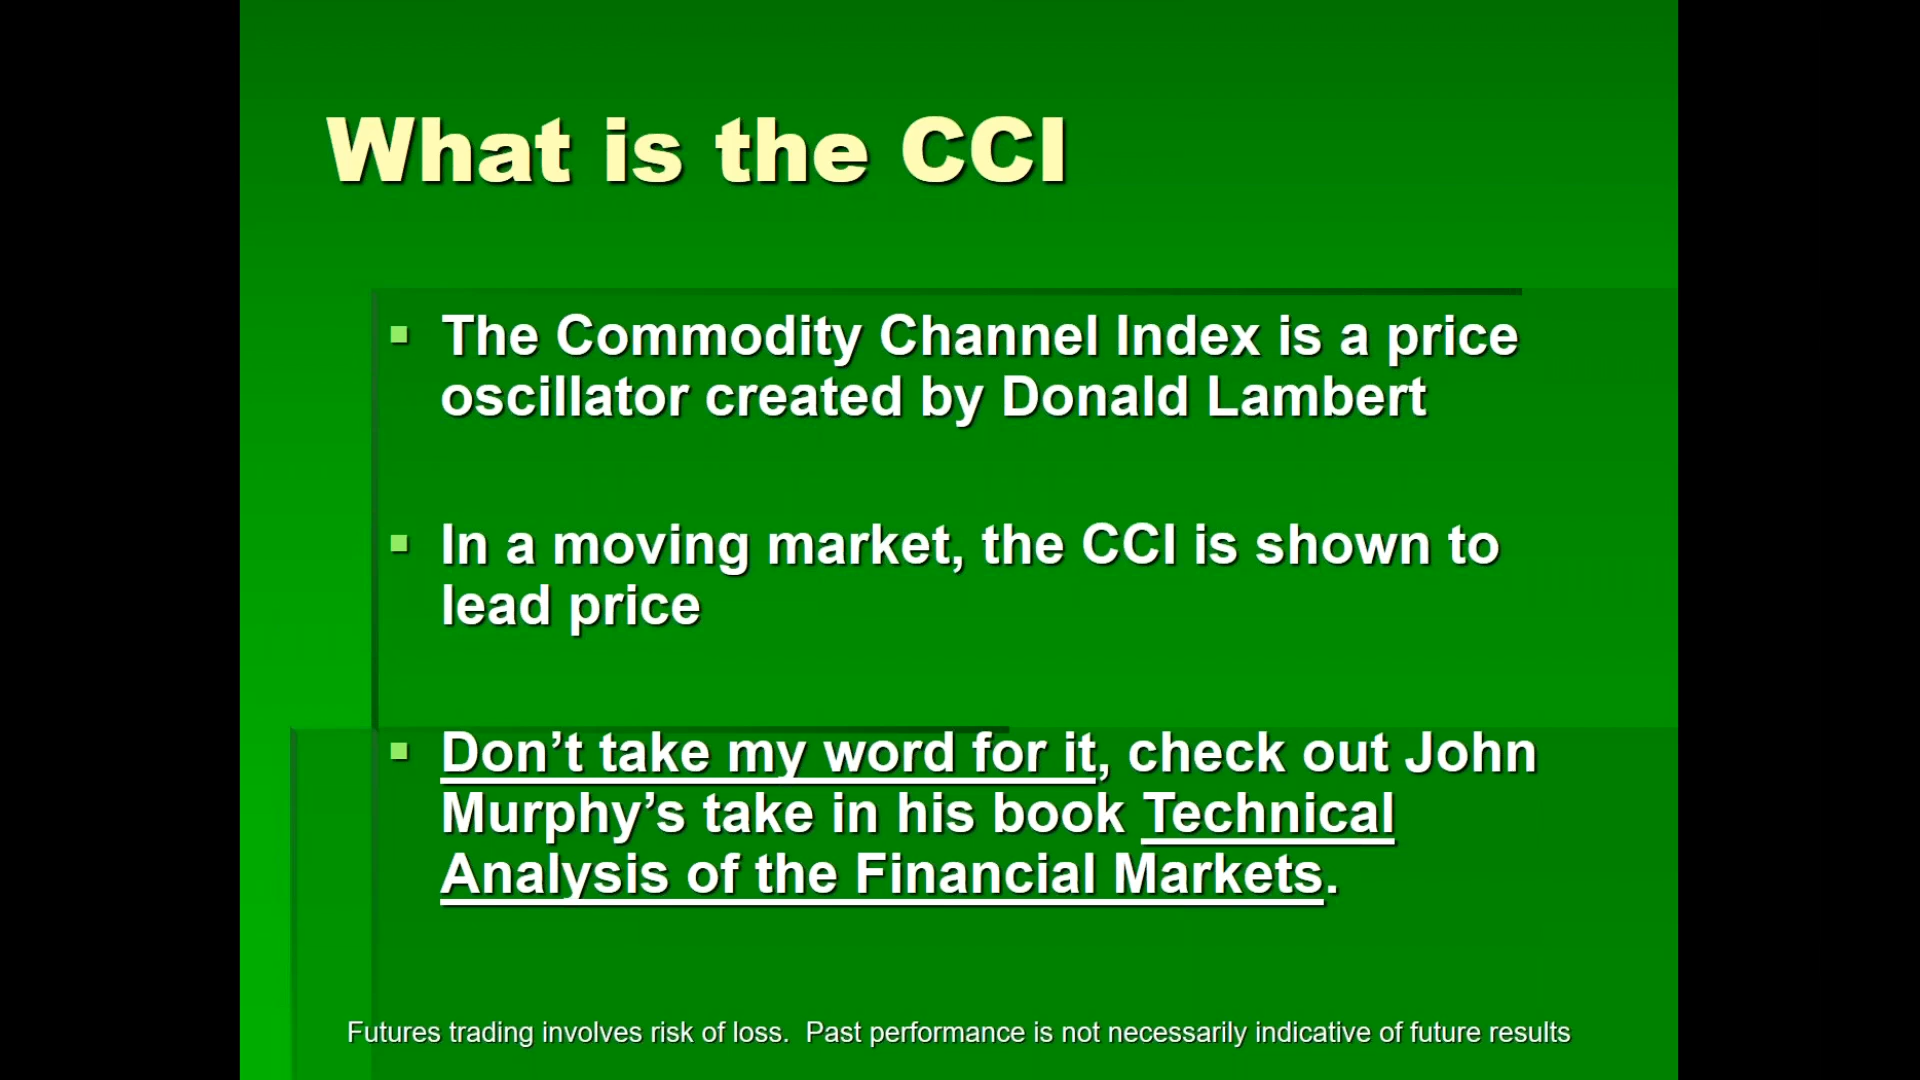 What is the CCI
▪ The Commodity Channel Index is a price
oscillator created by Donald Lambert
▪ In a moving market, the CCI is shown to
lead price
▪ Don’t take my word for it, check out John
Murphy’s take in his book Technical
Analysis of the Financial Markets.
Futures trading involves risk of loss.  Past performance is not necessarily indicative of future results